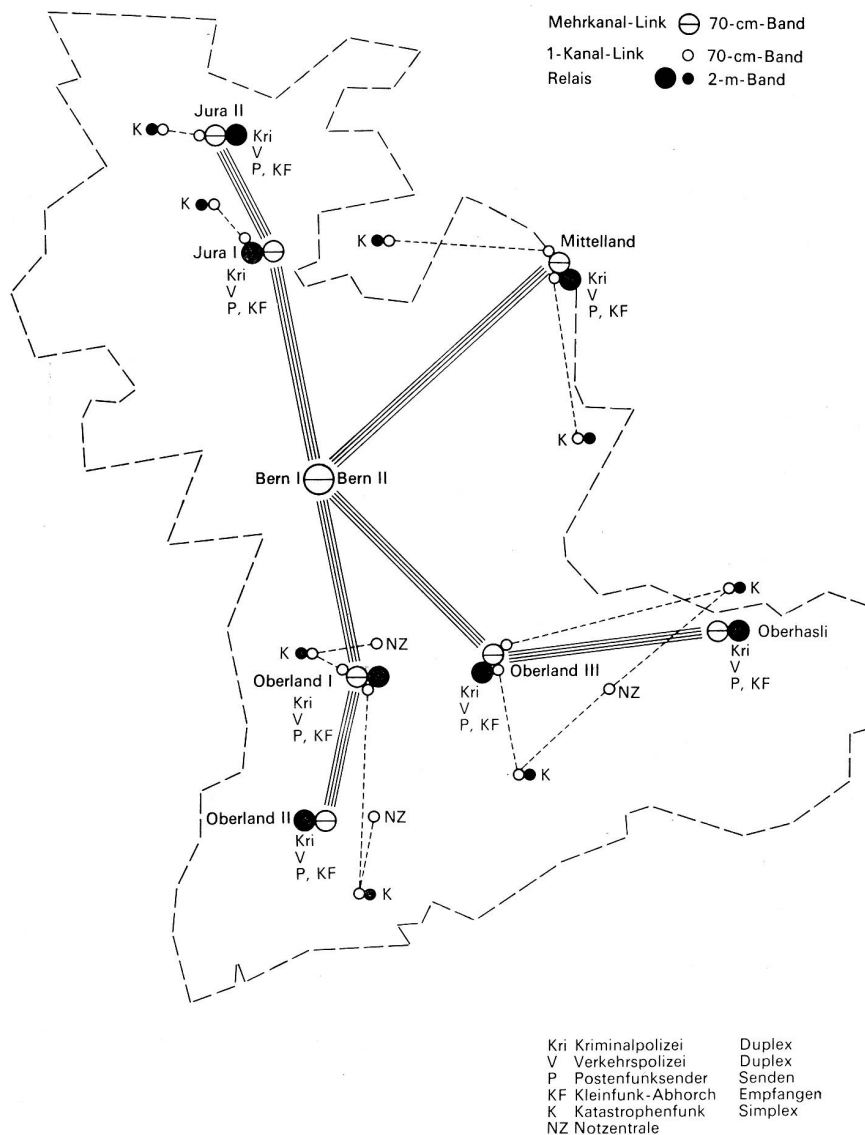 Mehrkanal-Link 70-cm-Band
1-Kanal-Link 70-cm-Band
Relais 2-m-Band
Jura II
K
Kri
V
P, KF
K
Jura I
Kri
V
P, KF
K
Mittelland
Kri
V
P, KF
K
Bern I Bern II
K
NZ
Oberland I
Kri
V
P, KF
Oberland II
Kri
V
P, KF
NZ
K
Oberland III
Kri
V
P, KF
K
NZ
K
Oberhasli
Kri
V
P, KF
Kri Kriminalpolizei Duplex
V Verkehrspolizei Duplex
P Postenfunksender Senden
KF Kleinfunk-Abhorch Empfangen
K Katastrophenfunk Simplex
NZ Notzentrale